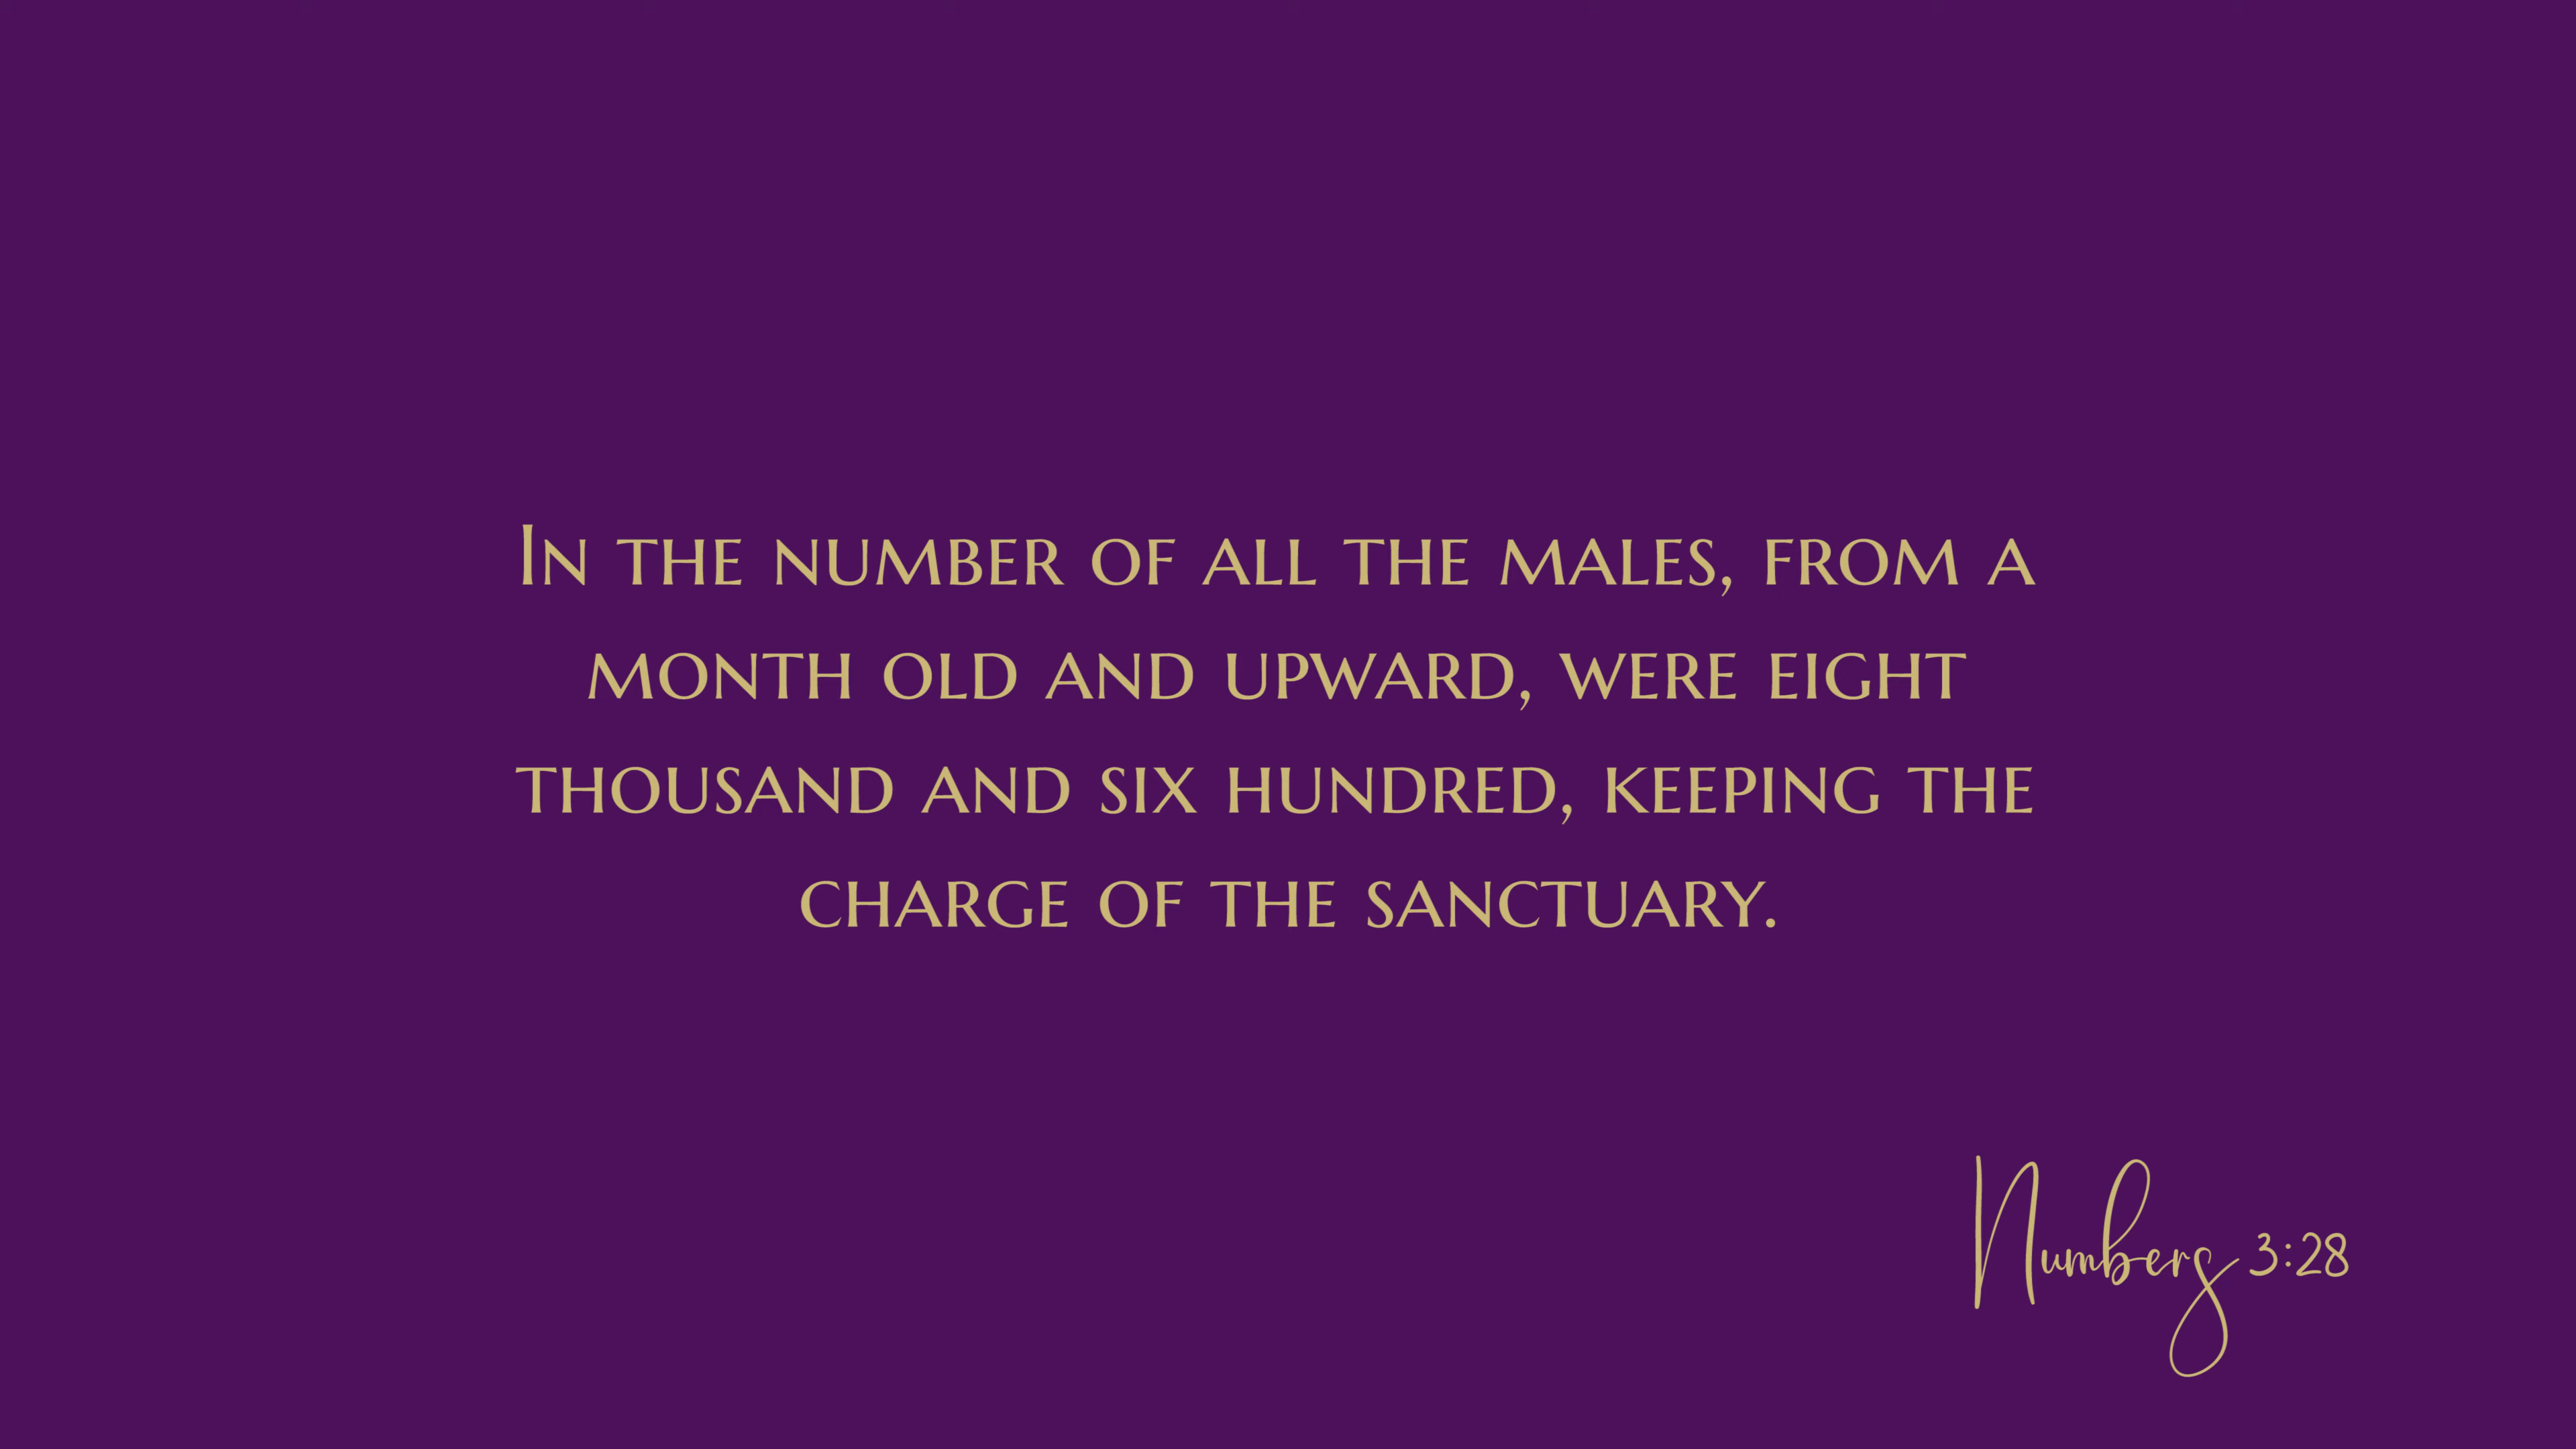 In the number of all the males, from a
month old and upward, were eight
thousand and six hundred, keeping the
charge of the sanctuary.
Numbers 3:28